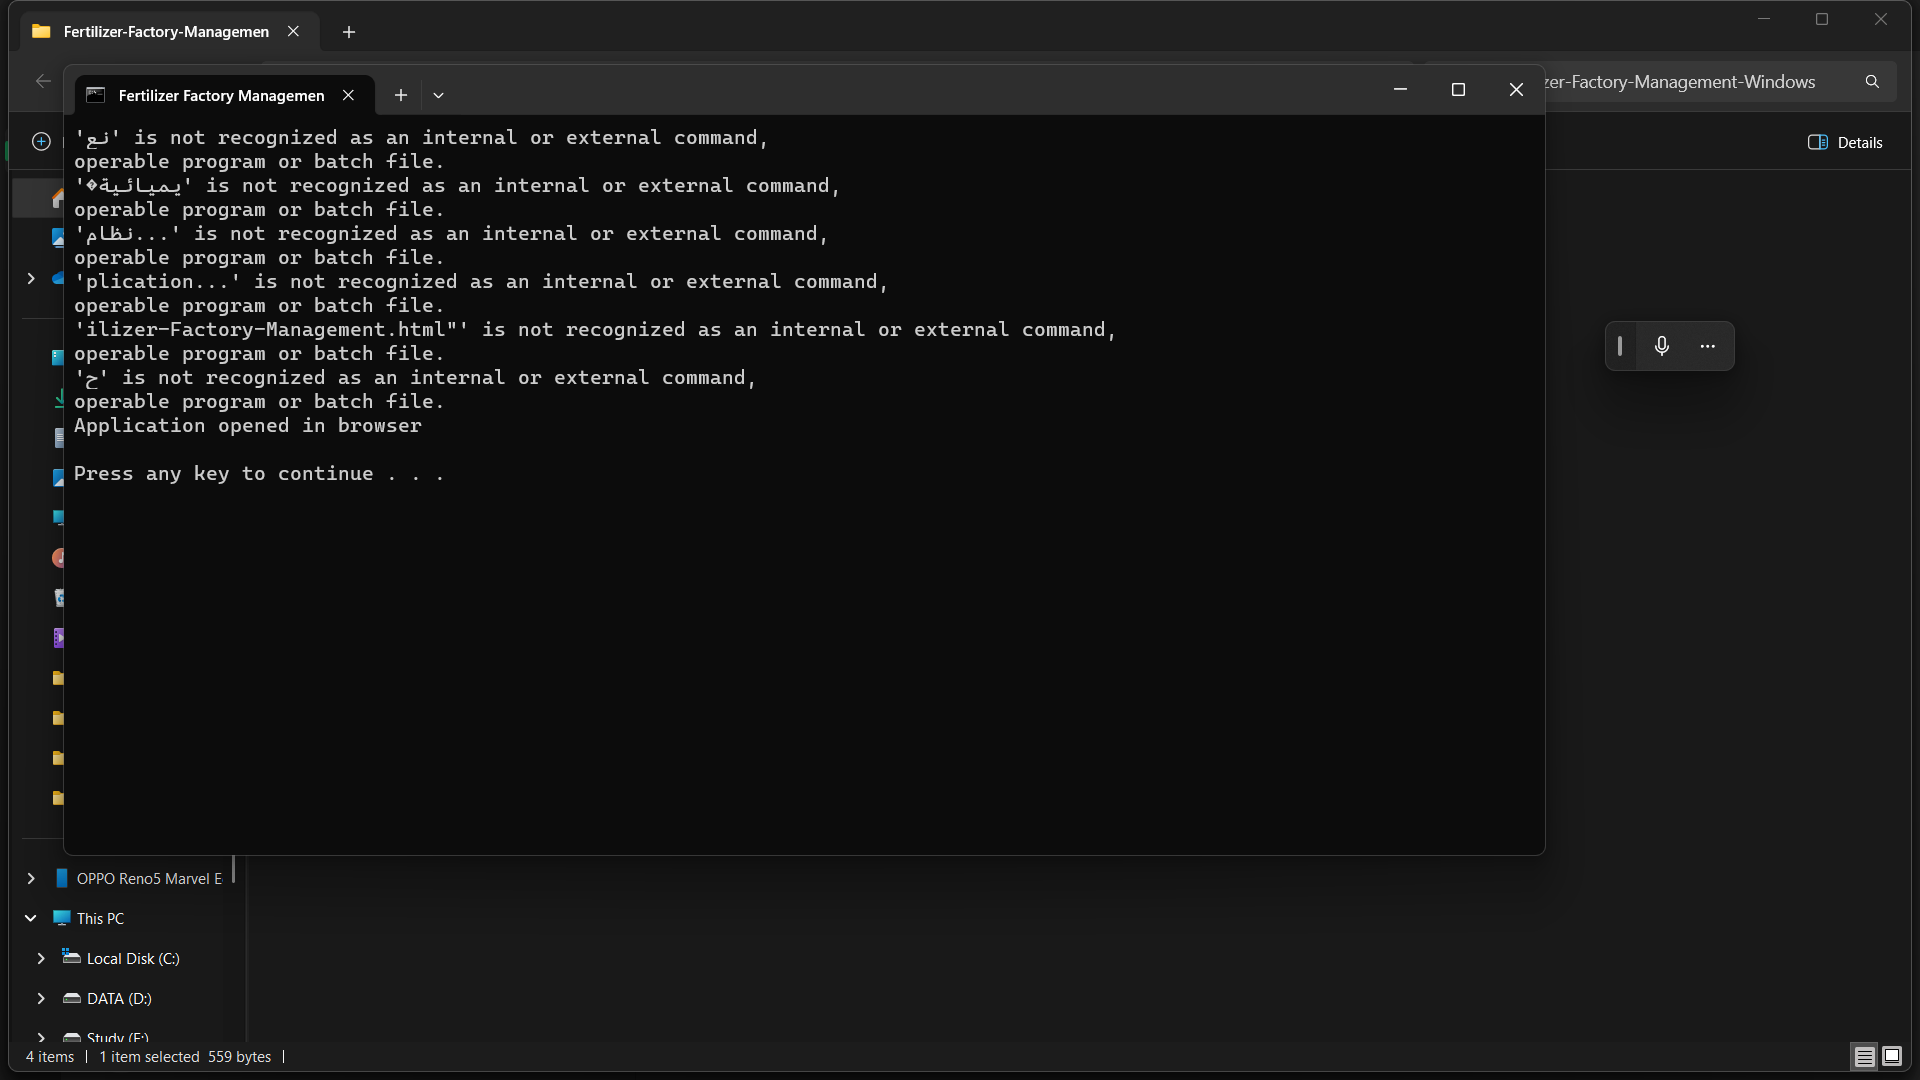 Fertilizer-Factory-Managemen
zer-Factory-Management-Windows
Fertilizer Factory Managemen
Details
'نع' is not recognized as an internal or external command,
operable program or batch file.
'�يميائية' is not recognized as an internal or external command,
operable program or batch file.
'نظام...' is not recognized as an internal or external command,
operable program or batch file.
'plication...' is not recognized as an internal or external command,
operable program or batch file.
'ilizer-Factory-Management.html"' is not recognized as an internal or external command,
operable program or batch file.
'ح' is not recognized as an internal or external command,
operable program or batch file.
Application opened in browser
Press any key to continue . . .
OPPO Reno5 Marvel E
This PC
Local Disk (C:)
DATA (D:)
Study (E:)
4 items | 1 item selected 559 bytes |